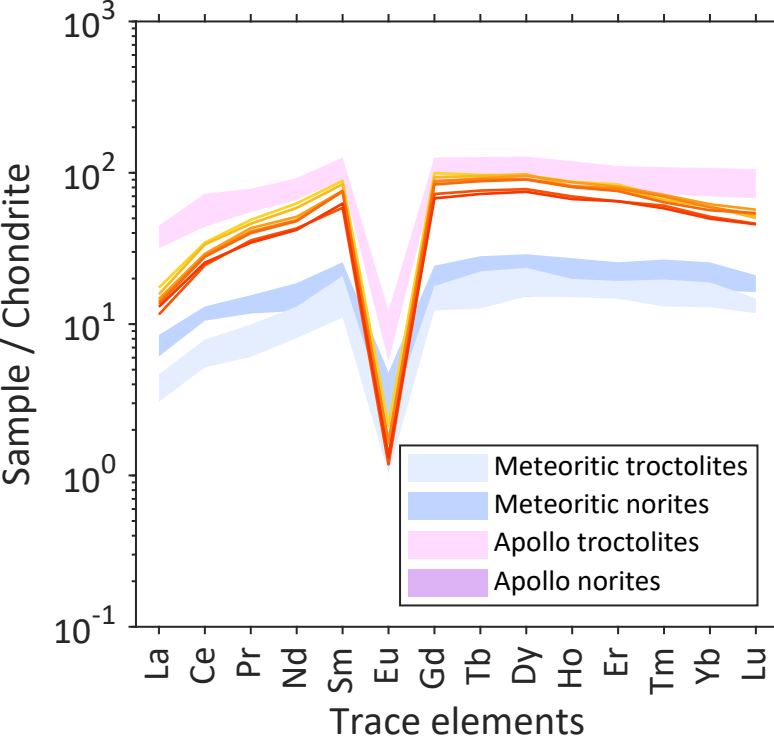 10³
10²
10¹
10⁰
10⁻¹
Sample / Chondrite
Meteoritic troctolites
Meteoritic norites
Apollo troctolites
Apollo norites
La Ce Pr Nd Sm Eu Gd Tb Dy Ho Er Tm Yb Lu
Trace elements